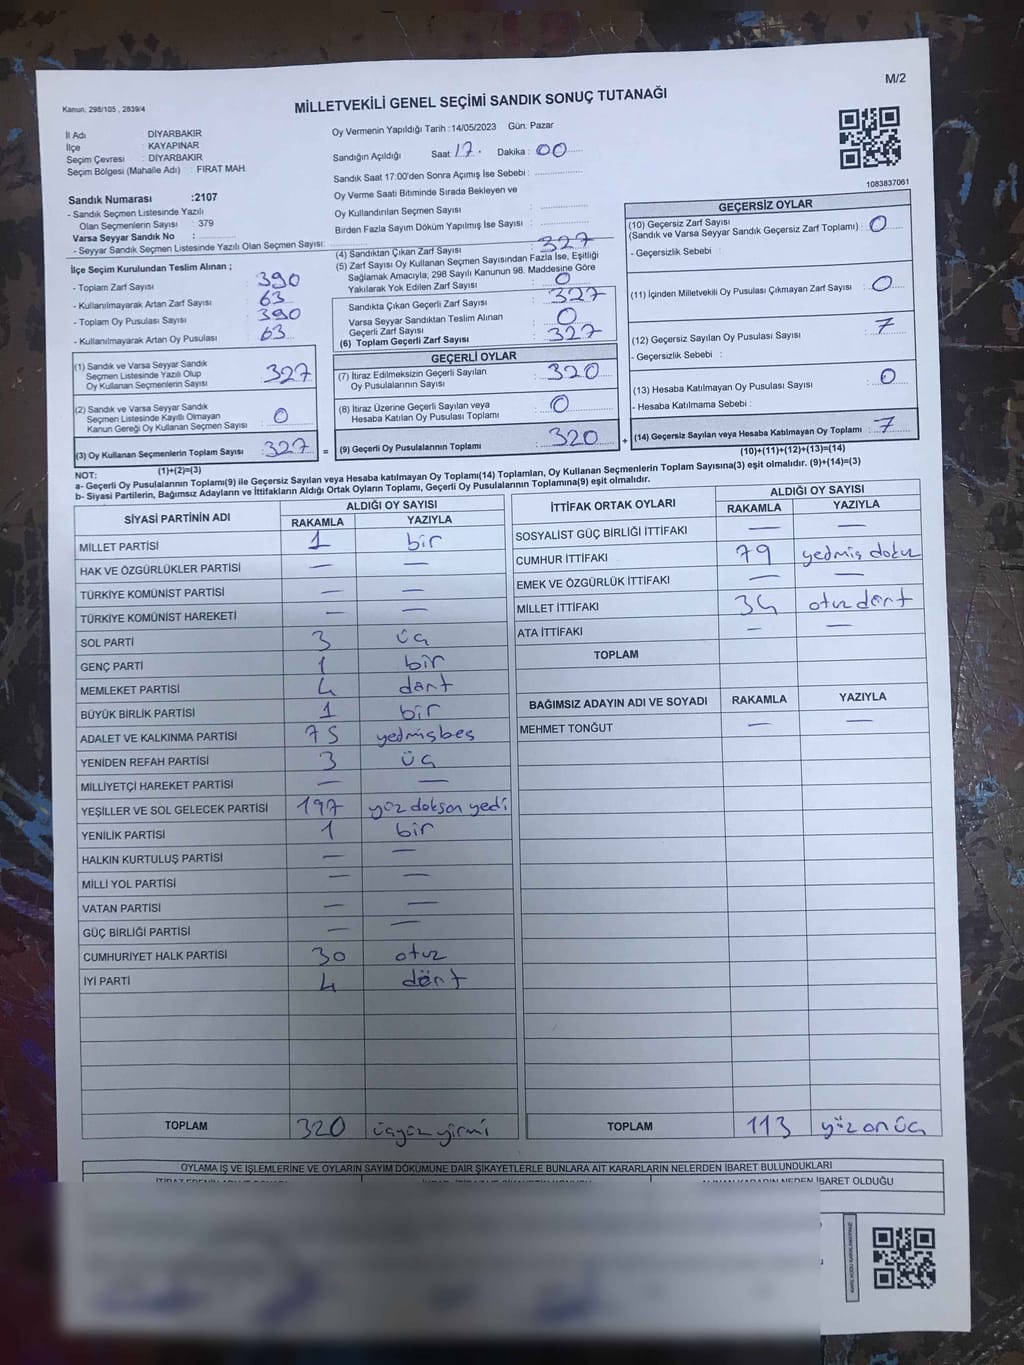 M/2
Kanun, 298/105 , 2839/4
MİLLETVEKİLİ GENEL SEÇİMİ SANDIK SONUÇ TUTANAĞI
İl Adı : DİYARBAKIR
İlçe : KAYAPINAR
Seçim Çevresi : DİYARBAKIR
Seçim Bölgesi (Mahalle Adı) : FIRAT MAH.
Oy Vermenin Yapıldığı Tarih :14/05/2023 Gün: Pazar
Sandığın Açıldığı Saat 17. Dakika : 00
Sandık Saat 17:00'den Sonra Açımış İse Sebebi :
Oy Verme Saati Bitiminde Sırada Bekleyen ve
Oy Kullandırılan Seçmen Sayısı :
Birden Fazla Sayım Döküm Yapılmış İse Sayısı :
1083837061
Sandık Numarası :2107
- Sandık Seçmen Listesinde Yazılı
Olan Seçmenlerin Sayısı : 379
Varsa Seyyar Sandık No :
- Seyyar Sandık Seçmen Listesinde Yazılı Olan Seçmen Sayısı:
İlçe Seçim Kurulundan Teslim Alınan ;
- Toplam Zarf Sayısı : 390
- Kullanılmayarak Artan Zarf Sayısı : 63
- Toplam Oy Pusulası Sayısı : 390
- Kullanılmayarak Artan Oy Pusulası : 63
(1) Sandık ve Varsa Seyyar Sandık
Seçmen Listesinde Yazılı Olup
Oy Kullanan Seçmenlerin Sayısı : 327
(2) Sandık ve Varsa Seyyar Sandık
Seçmen Listesinde Kayıtlı Olmayan
Kanun Gereği Oy Kullanan Seçmen Sayısı : 0
(3) Oy Kullanan Seçmenlerin Toplam Sayısı : 327
(1)+(2)=(3)
(4) Sandıktan Çıkan Zarf Sayısı : 327
(5) Zarf Sayısı Oy Kullanan Seçmen Sayısından Fazla İse, Eşitliği
Sağlamak Amacıyla; 298 Sayılı Kanunun 98. Maddesine Göre
Yakılarak Yok Edilen Zarf Sayısı : 0
Sandıkta Çıkan Geçerli Zarf Sayısı : 327
Varsa Seyyar Sandıktan Teslim Alınan
Geçerli Zarf Sayısı : 0
(6) Toplam Geçerli Zarf Sayısı : 327
GEÇERLİ OYLAR
(7) İtiraz Edilmeksizin Geçerli Sayılan
Oy Pusulalarının Sayısı : 320
(8) İtiraz Üzerine Geçerli Sayılan veya
Hesaba Katılan Oy Pusulası Toplamı : 0
= (9) Geçerli Oy Pusulalarının Toplamı : 320
GEÇERSİZ OYLAR
(10) Geçersiz Zarf Sayısı
(Sandık ve Varsa Seyyar Sandık Geçersiz Zarf Toplamı) : 0
- Geçersizlik Sebebi :
(11) İçinden Milletvekili Oy Pusulası Çıkmayan Zarf Sayısı : 0
(12) Geçersiz Sayılan Oy Pusulası Sayısı : 7
- Geçersizlik Sebebi :
(13) Hesaba Katılmayan Oy Pusulası Sayısı : 0
- Hesaba Katılmama Sebebi :
+ (14) Geçersiz Sayılan veya Hesaba Katılmayan Oy Toplamı : 7
(10)+(11)+(12)+(13)=(14)
NOT:
a- Geçerli Oy Pusulalarının Toplamı(9) ile Geçersiz Sayılan veya Hesaba katılmayan Oy Toplamı(14) Toplamları, Oy Kullanan Seçmenlerin Toplam Sayısına(3) eşit olmalıdır. (9)+(14)=(3)
b- Siyasi Partilerin, Bağımsız Adayların ve İttifakların Aldığı Ortak Oyların Toplamı, Geçerli Oy Pusulalarının Toplamına(9) eşit olmalıdır.
SİYASİ PARTİNİN ADI ALDIĞI OY SAYISI
RAKAMLA YAZIYLA
MİLLET PARTİSİ 1 bir
HAK VE ÖZGÜRLÜKLER PARTİSİ — —
TÜRKİYE KOMÜNİST PARTİSİ — —
TÜRKİYE KOMÜNİST HAREKETİ — —
SOL PARTİ 3 üç
GENÇ PARTİ 1 bir
MEMLEKET PARTİSİ 4 dört
BÜYÜK BİRLİK PARTİSİ 1 bir
ADALET VE KALKINMA PARTİSİ 75 yedmişbeş
YENİDEN REFAH PARTİSİ 3 üç
MİLLİYETÇİ HAREKET PARTİSİ — —
YEŞİLLER VE SOL GELECEK PARTİSİ 197 yüz doksan yedi
YENİLİK PARTİSİ 1 bir
HALKIN KURTULUŞ PARTİSİ — —
MİLLİ YOL PARTİSİ — —
VATAN PARTİSİ — —
GÜÇ BİRLİĞİ PARTİSİ — —
CUMHURİYET HALK PARTİSİ 30 otuz
İYİ PARTİ 4 dört
TOPLAM 320 üçyüz yirmi
İTTİFAK ORTAK OYLARI ALDIĞI OY SAYISI
RAKAMLA YAZIYLA
SOSYALİST GÜÇ BİRLİĞİ İTTİFAKI — —
CUMHUR İTTİFAKI 79 yedmiş dokuz
EMEK VE ÖZGÜRLÜK İTTİFAKI — —
MİLLET İTTİFAKI 34 otuz dört
ATA İTTİFAKI — —
TOPLAM
BAĞIMSIZ ADAYIN ADI VE SOYADI RAKAMLA YAZIYLA
MEHMET TONĞUT — —
TOPLAM 113 yüz on üç
OYLAMA İŞ VE İŞLEMLERİNE VE OYLARIN SAYIM DÖKÜMÜNE DAİR ŞİKAYETLERLE BUNLARA AİT KARARLARIN NELERDEN İBARET BULUNDUKLARI
NEDEN İBARET OLDUĞU